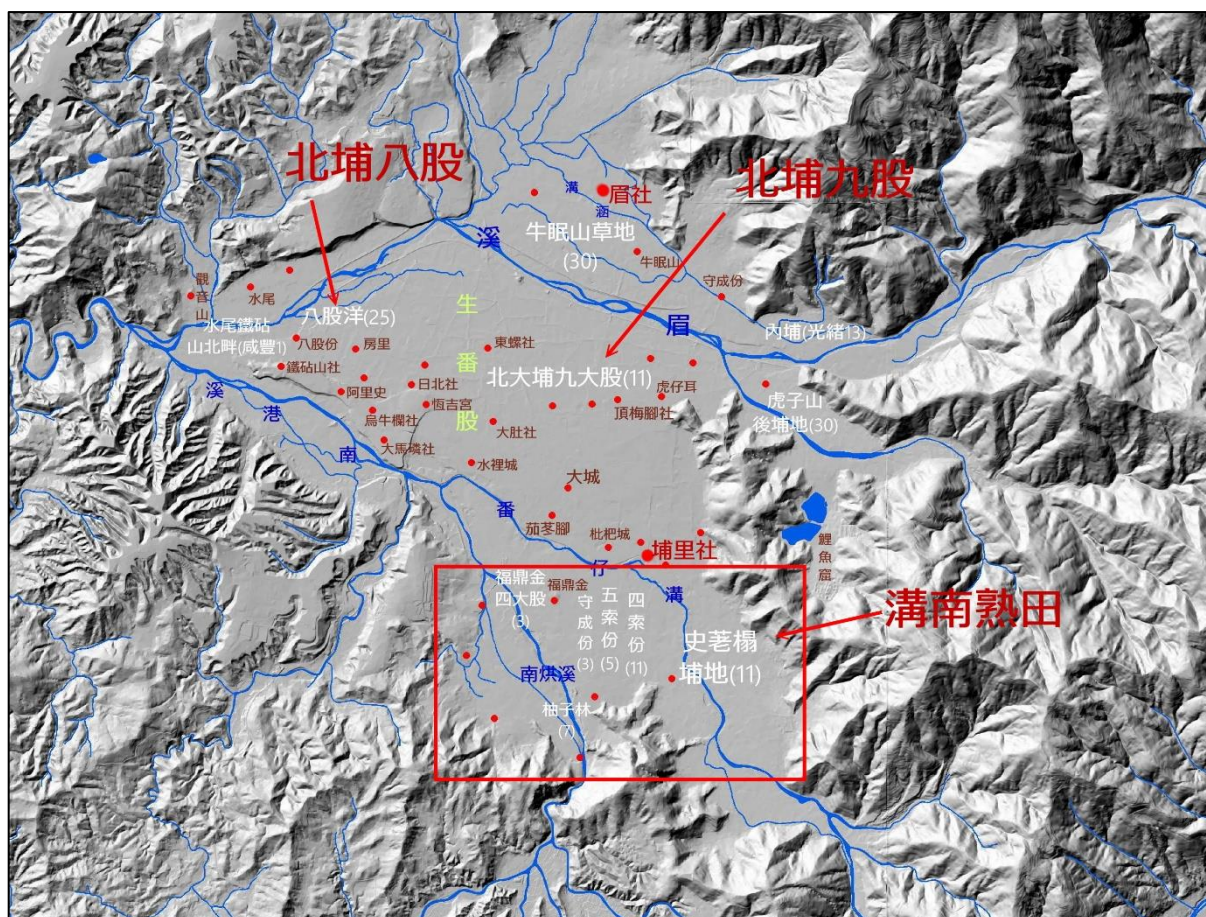 北埔八股
北埔九股
溝
眉社
涵
溪
牛眠山草地
(30)
牛眠山
守成份
觀音山
水尾
生番股
八股洋(25)
眉
水尾鐵砧
山北畔(咸豐1)
內埔(光緒13)
八股份
房里
東螺社
鐵砧山社
北大埔九大股(11)
虎仔耳
阿里史
日北社
頂梅腳社
虎子山
後埔地(30)
溪港南番仔溝
烏牛欄社
恆吉宮
大肚社
大馬璘社
水裡城
大城
茄苳腳
枇杷城
埔里社
鯉魚窟
福鼎金
四大股
(3)
福鼎金
守成份(3)
五索份(5)
四索份(11)
溝南熟田
史荖榻
埔地(11)
南烘溪
柚子林
(7)